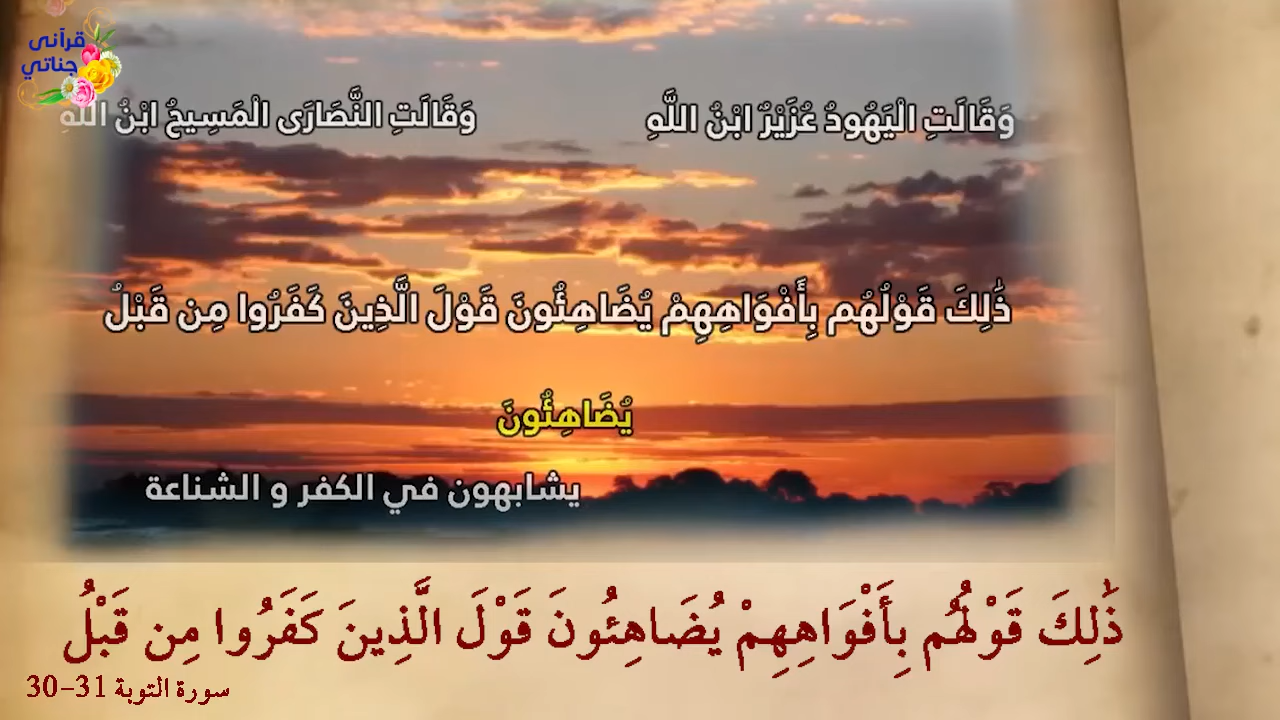 قرآنى
جناتي
وَقَالَتِ الْيَهُودُ عُزَيْرٌ ابْنُ اللَّهِ وَقَالَتِ النَّصَارَى الْمَسِيحُ ابْنُ اللَّهِ
ذَٰلِكَ قَوْلُهُم بِأَفْوَاهِهِمْ يُضَاهِئُونَ قَوْلَ الَّذِينَ كَفَرُوا مِن قَبْلُ
يُضَاهِئُونَ
يشابهون في الكفر و الشناعة
ذَٰلِكَ قَوْلُهُم بِأَفْوَاهِهِمْ يُضَاهِئُونَ قَوْلَ الَّذِينَ كَفَرُوا مِن قَبْلُ
سورة التوبة 31-30